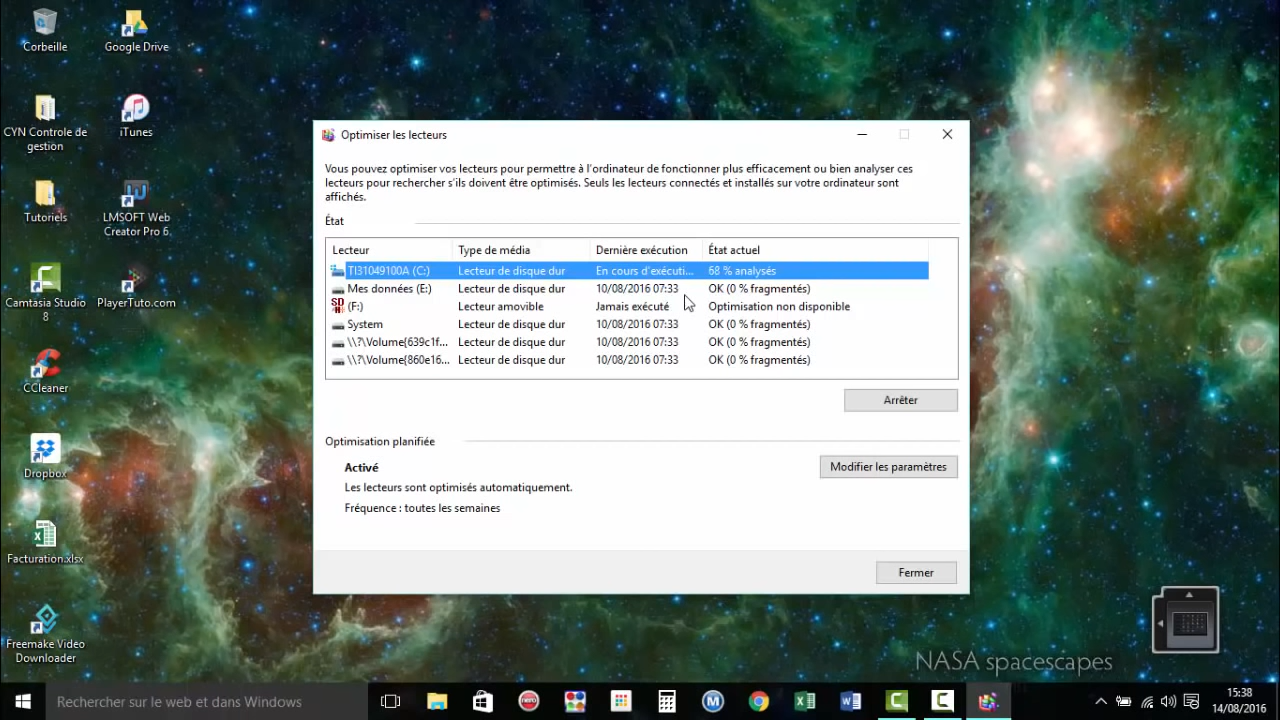 Corbeille
Google Drive
CYN Controle de
gestion
iTunes
Tutoriels
LMSOFT Web
Creator Pro 6
Camtasia Studio
8
PlayerTuto.com
CCleaner
Dropbox
Facturation.xlsx
Freemake Video
Downloader
Optimiser les lecteurs
Vous pouvez optimiser vos lecteurs pour permettre à l'ordinateur de fonctionner plus efficacement ou bien analyser ces
lecteurs pour rechercher s'ils doivent être optimisés. Seuls les lecteurs connectés et installés sur votre ordinateur sont
affichés.
État
Lecteur Type de média Dernière exécution État actuel
TI31049100A (C:) Lecteur de disque dur En cours d'exécuti... 68 % analysés
Mes données (E:) Lecteur de disque dur 10/08/2016 07:33 OK (0 % fragmentés)
(F:) Lecteur amovible Jamais exécuté Optimisation non disponible
System Lecteur de disque dur 10/08/2016 07:33 OK (0 % fragmentés)
\\?\Volume{639c1f... Lecteur de disque dur 10/08/2016 07:33 OK (0 % fragmentés)
\\?\Volume{860e16... Lecteur de disque dur 10/08/2016 07:33 OK (0 % fragmentés)
Arrêter
Optimisation planifiée
Activé
Modifier les paramètres
Les lecteurs sont optimisés automatiquement.
Fréquence : toutes les semaines
Fermer
NASA spacescapes
Rechercher sur le web et dans Windows
15:38
14/08/2016